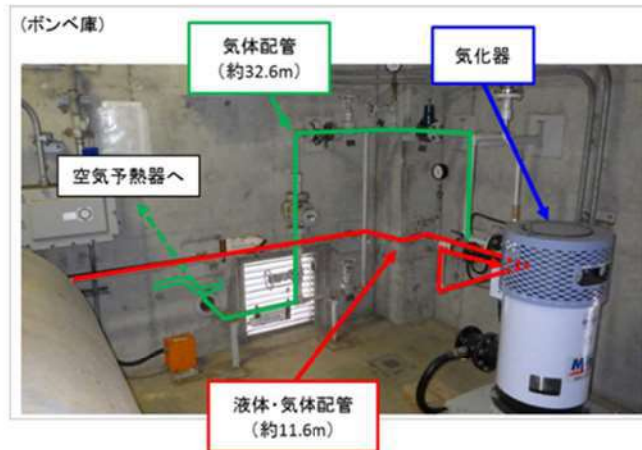 (ボンベ庫)
気体配管
(約32.6m)
気化器
空気予熱器へ
液体・気体配管
(約11.6m)